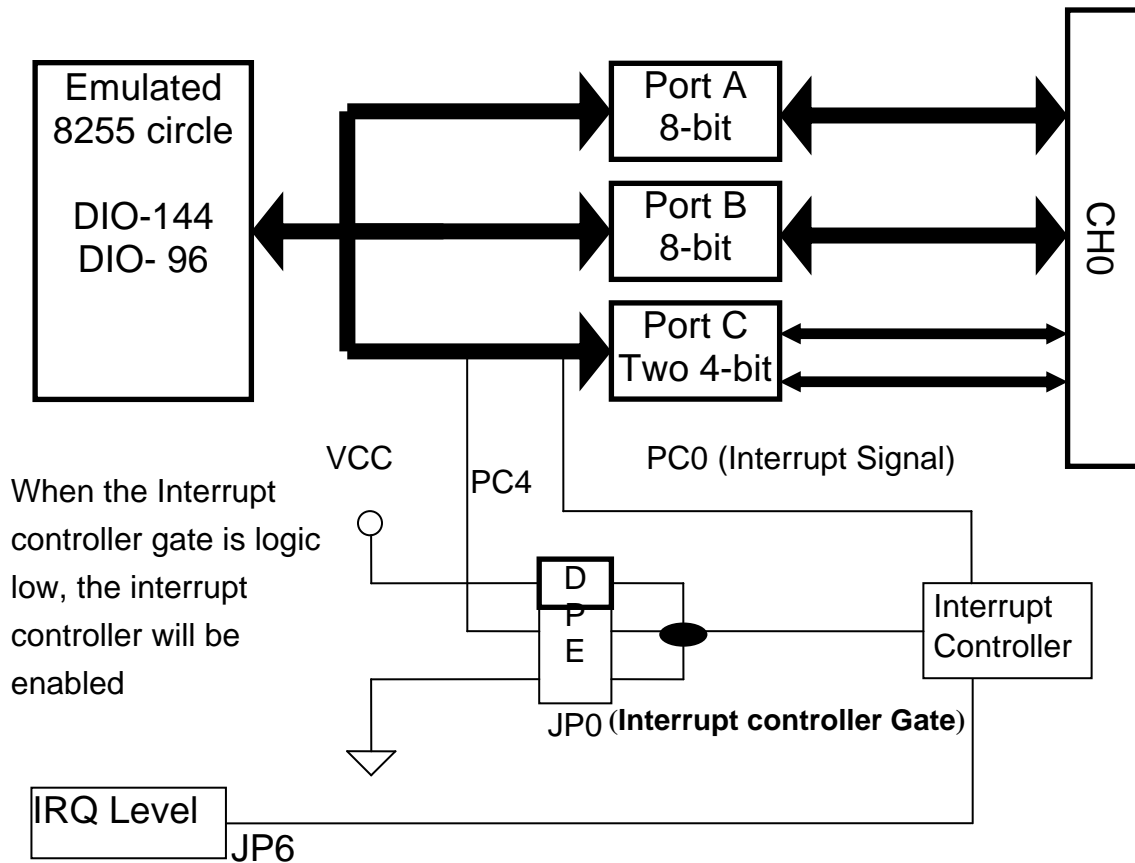 Emulated
8255 circle
DIO-144
DIO- 96
Port A
8-bit
Port B
8-bit
Port C
Two 4-bit
CH0
VCC
PC4
PC0 (Interrupt Signal)
When the Interrupt
controller gate is logic
low, the interrupt
controller will be
enabled
D
P
E
JP0 (Interrupt controller Gate)
Interrupt
Controller
IRQ Level
JP6